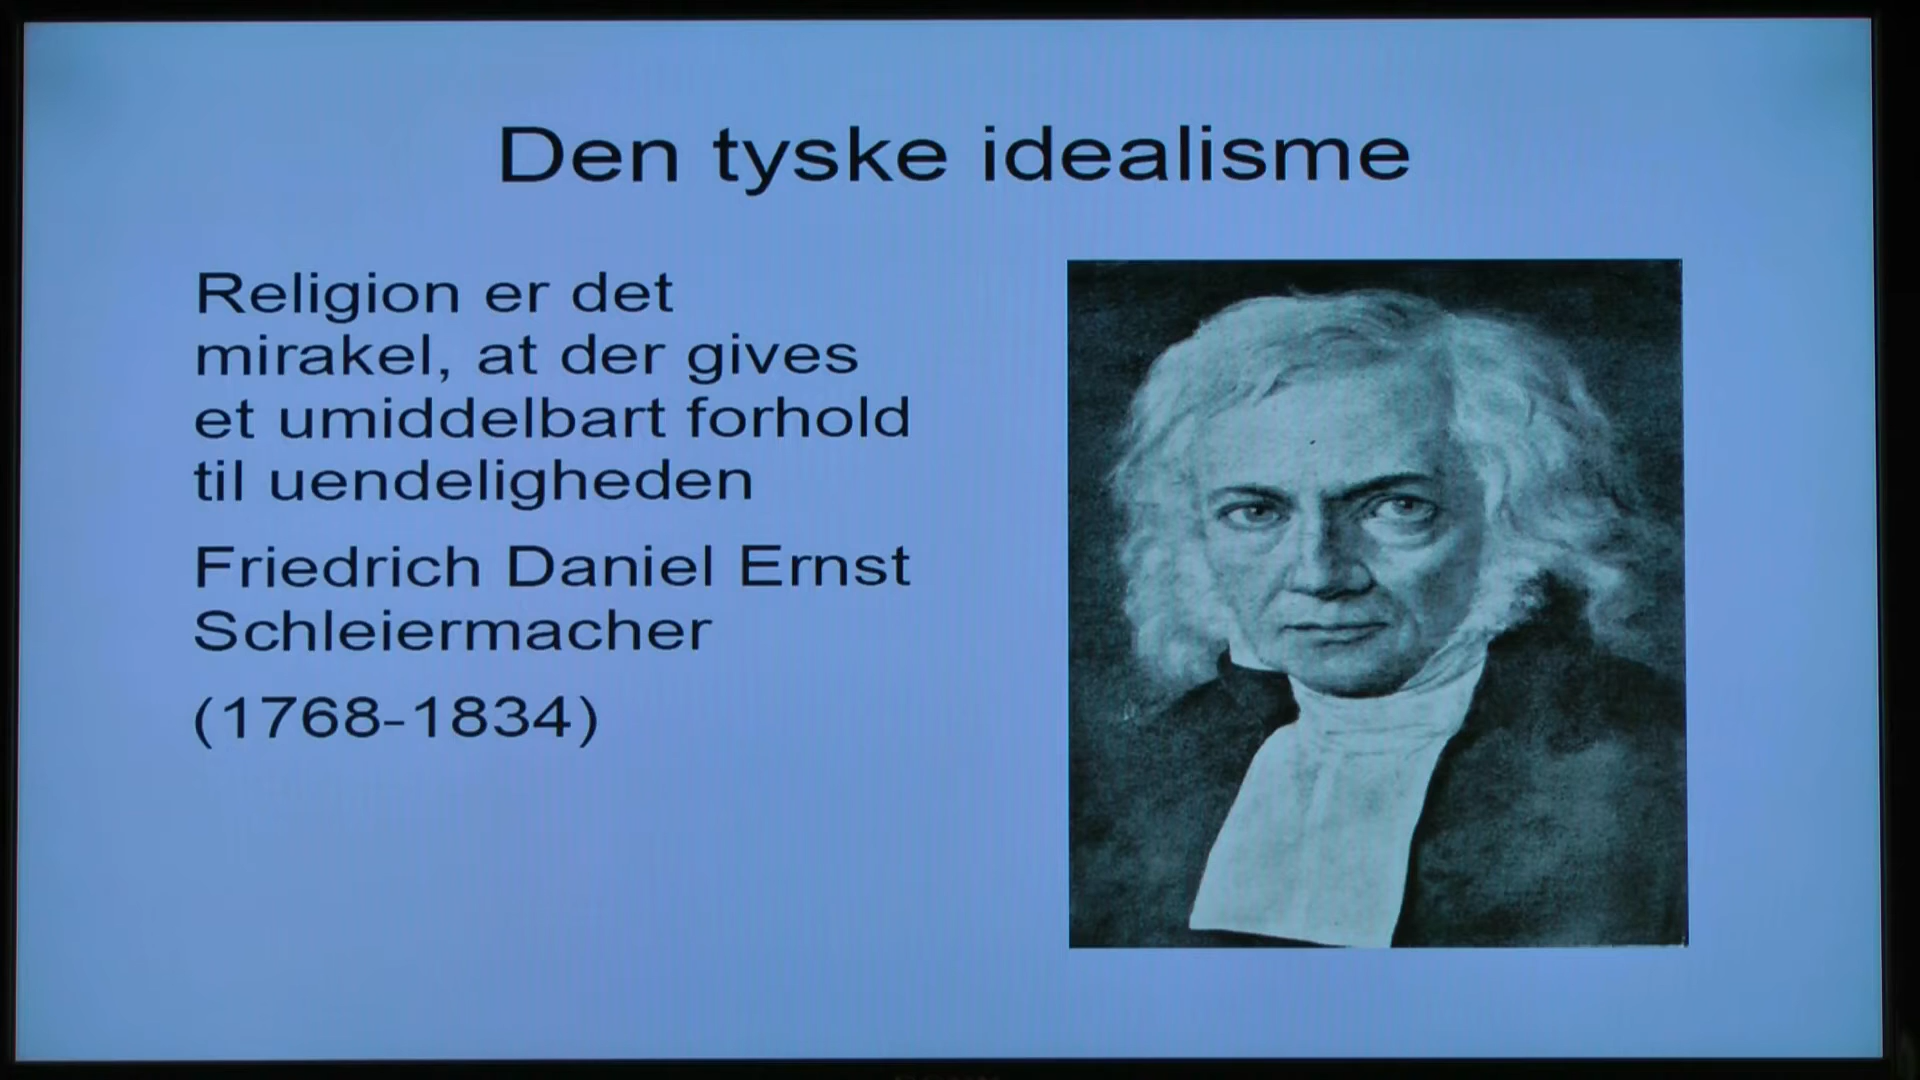 Den tyske idealisme
Religion er det
mirakel, at der gives
et umiddelbart forhold
til uendeligheden
Friedrich Daniel Ernst
Schleiermacher
(1768-1834)